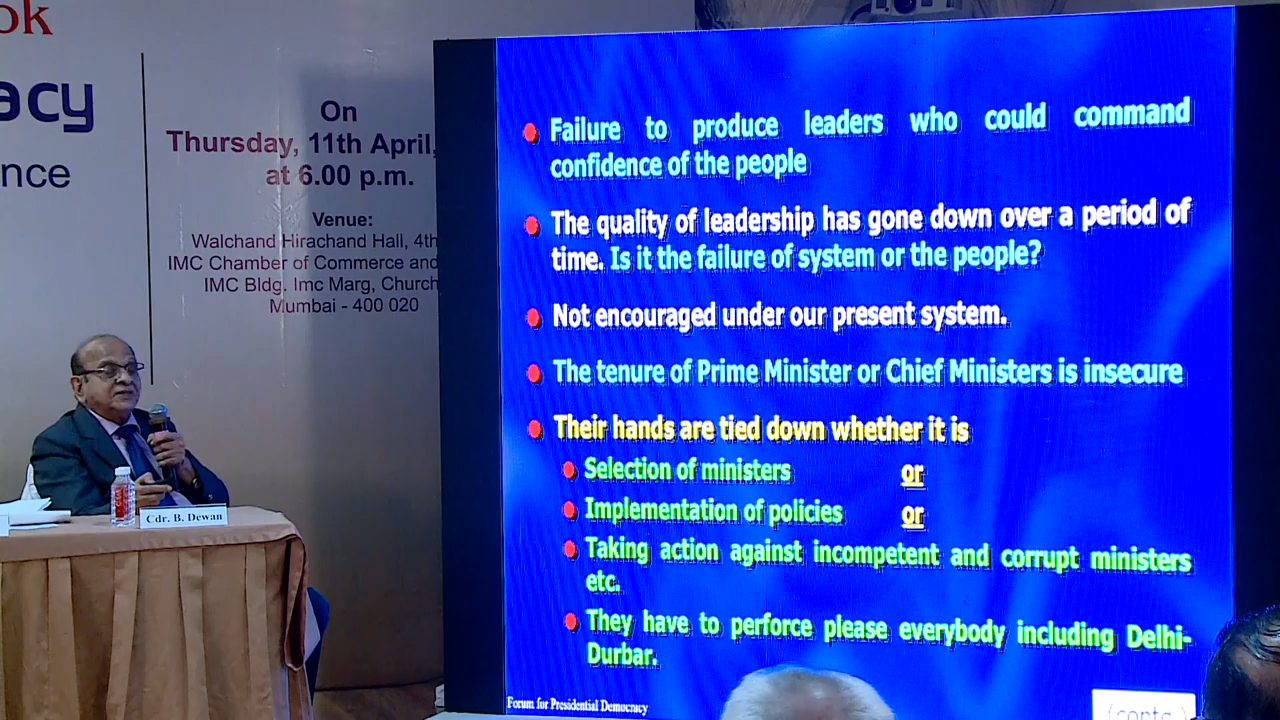 ok
acy
nce
On
Thursday, 11th April,
at 6.00 p.m.
Venue:
Walchand Hirachand Hall, 4th
IMC Chamber of Commerce and
IMC Bldg. Imc Marg, Church
Mumbai - 400 020
Cdr. B. Dewan
Failure to produce leaders who could command
confidence of the people
The quality of leadership has gone down over a period of
time. Is it the failure of system or the people?
Not encouraged under our present system.
The tenure of Prime Minister or Chief Ministers is insecure
Their hands are tied down whether it is
Selection of ministers or
Implementation of policies or
Taking action against incompetent and corrupt ministers
etc.
They have to perforce please everybody including Delhi-
Durbar.
Forum for Presidential Democracy